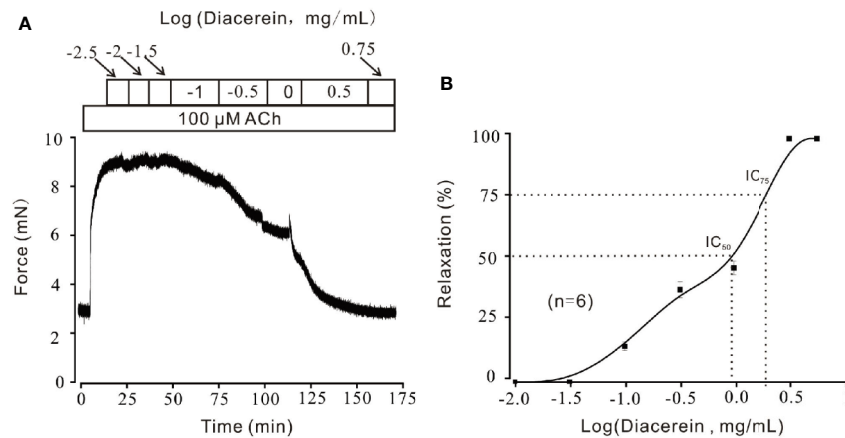 A
Log (Diacerein, mg/mL)
-2.5 -2 -1.5 0.75
-1 -0.5 0 0.5
100 µM ACh
10
8
6
4
2
0
Force (mN)
0 25 50 75 100 125 175
Time (min)
B
100
75
50
25
0
Relaxation (%)
IC75
IC50
(n=6)
-2.0 -1.5 -1.0 -0.5 0.0 0.5
Log(Diacerein , mg/mL)